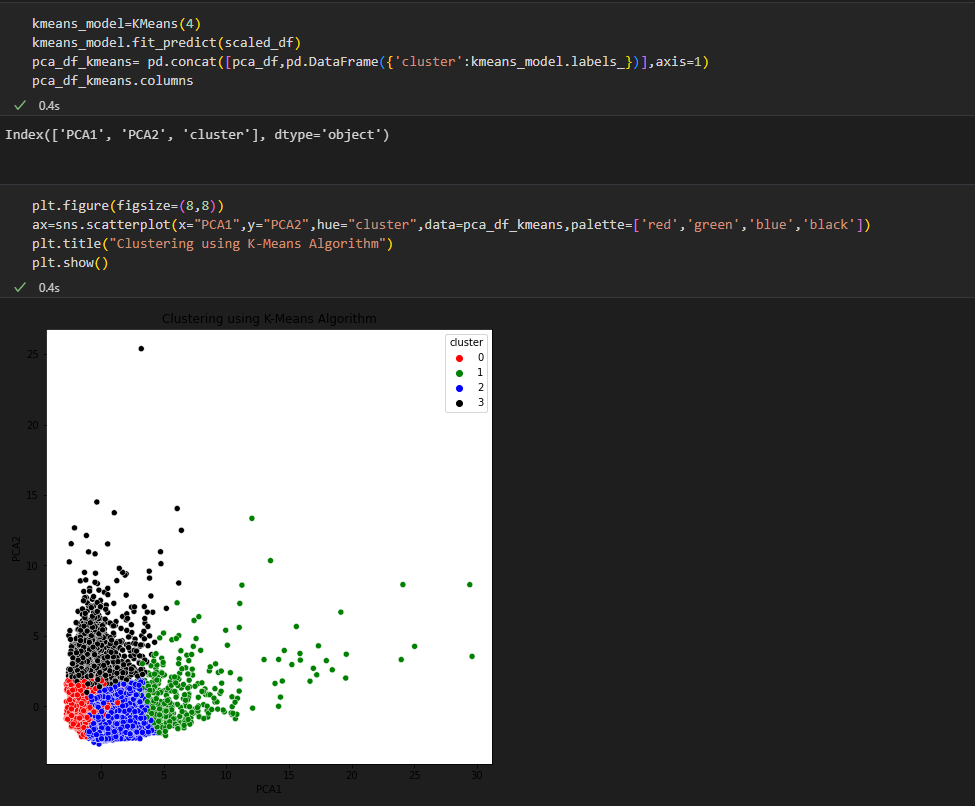 kmeans_model=KMeans(4)
kmeans_model.fit_predict(scaled_df)
pca_df_kmeans= pd.concat([pca_df,pd.DataFrame({'cluster':kmeans_model.labels_})],axis=1)
pca_df_kmeans.columns
0.4s
Index(['PCA1', 'PCA2', 'cluster'], dtype='object')
plt.figure(figsize=(8,8))
ax=sns.scatterplot(x="PCA1",y="PCA2",hue="cluster",data=pca_df_kmeans,palette=['red','green','blue','black'])
plt.title("Clustering using K-Means Algorithm")
plt.show()
0.4s
Clustering using K-Means Algorithm
cluster
0
1
2
3
25
20
15
10
5
0
PCA2
0 5 10 15 20 25 30
PCA1